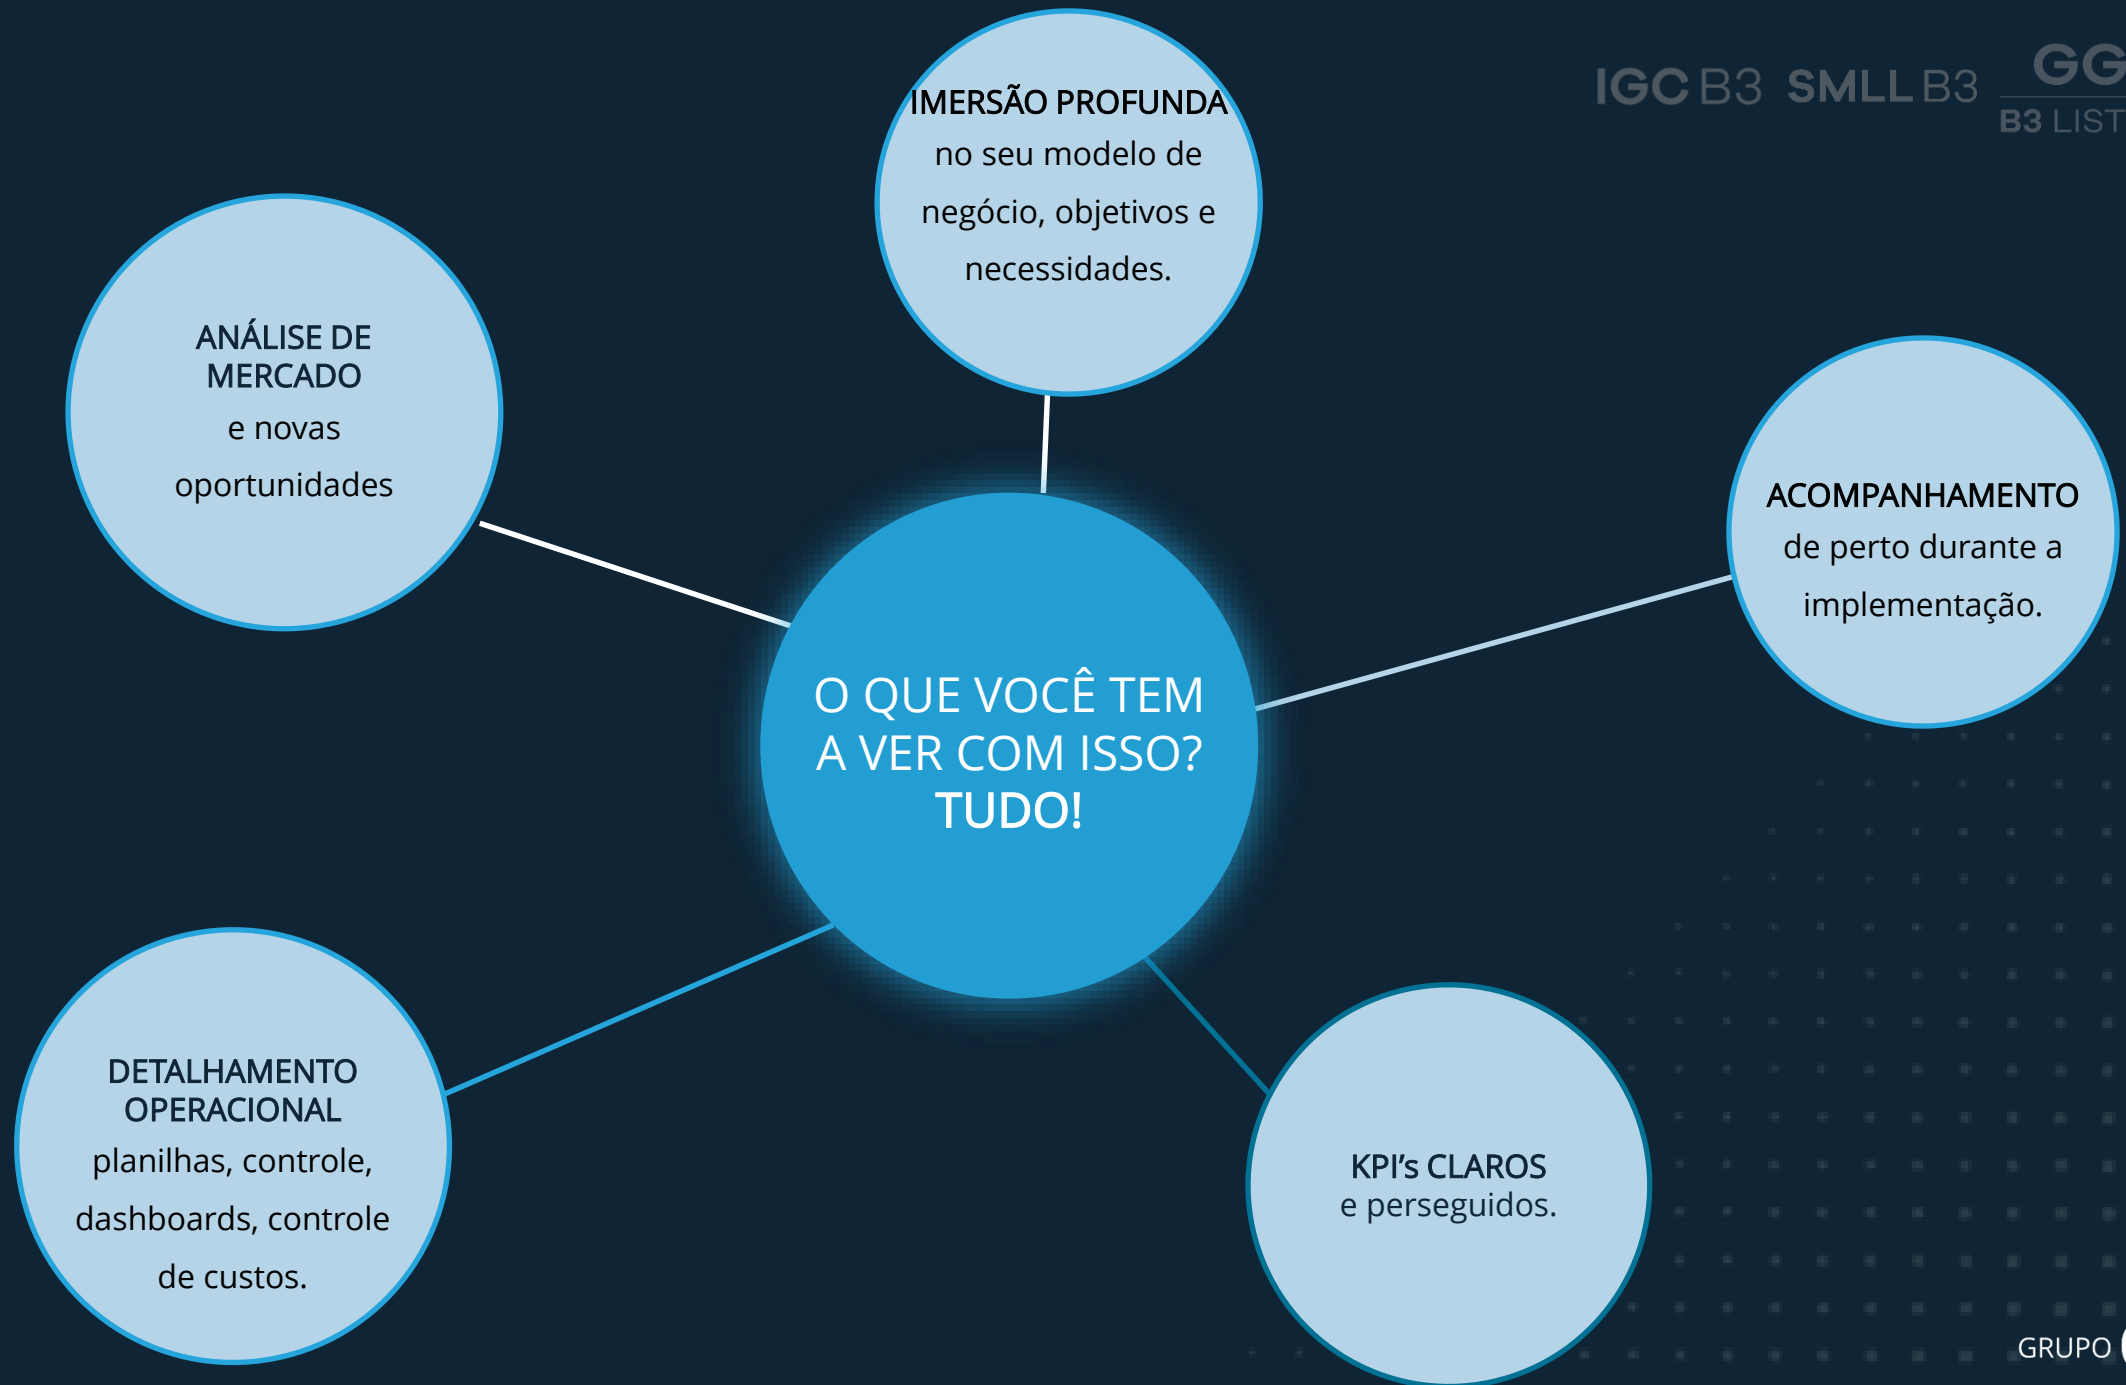 IGC B3 SMLL B3
B3 LIST
IMERSÃO PROFUNDA
no seu modelo de
negócio, objetivos e
necessidades.
ANÁLISE DE
MERCADO
e novas
oportunidades
ACOMPANHAMENTO
de perto durante a
implementação.
O QUE VOCÊ TEM
A VER COM ISSO?
TUDO!
DETALHAMENTO
OPERACIONAL
planilhas, controle,
dashboards, controle
de custos.
KPI’s CLAROS
e perseguidos.
GRUPO